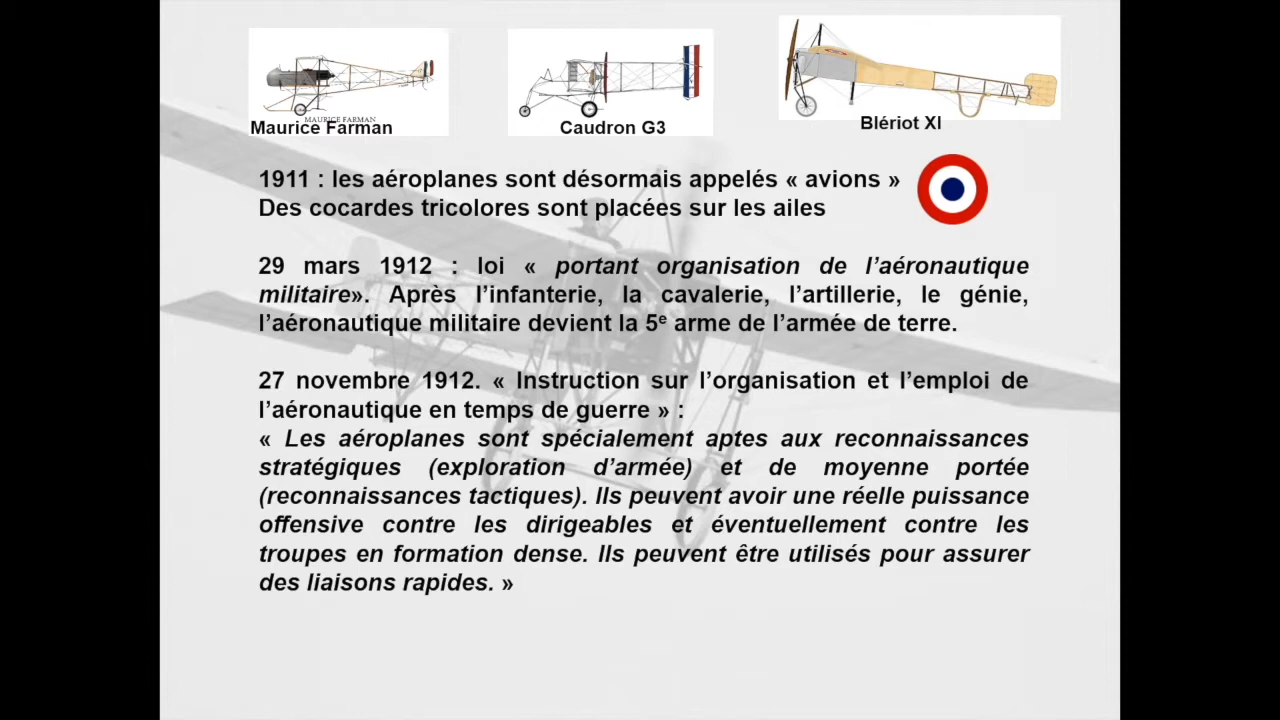 MAURICE FARMAN
Maurice Farman
Caudron G3
Blériot XI
1911 : les aéroplanes sont désormais appelés « avions »
Des cocardes tricolores sont placées sur les ailes
29 mars 1912 : loi « portant organisation de l’aéronautique
militaire». Après l’infanterie, la cavalerie, l’artillerie, le génie,
l’aéronautique militaire devient la 5e arme de l’armée de terre.
27 novembre 1912. « Instruction sur l’organisation et l’emploi de
l’aéronautique en temps de guerre » :
« Les aéroplanes sont spécialement aptes aux reconnaissances
stratégiques (exploration d’armée) et de moyenne portée
(reconnaissances tactiques). Ils peuvent avoir une réelle puissance
offensive contre les dirigeables et éventuellement contre les
troupes en formation dense. Ils peuvent être utilisés pour assurer
des liaisons rapides. »